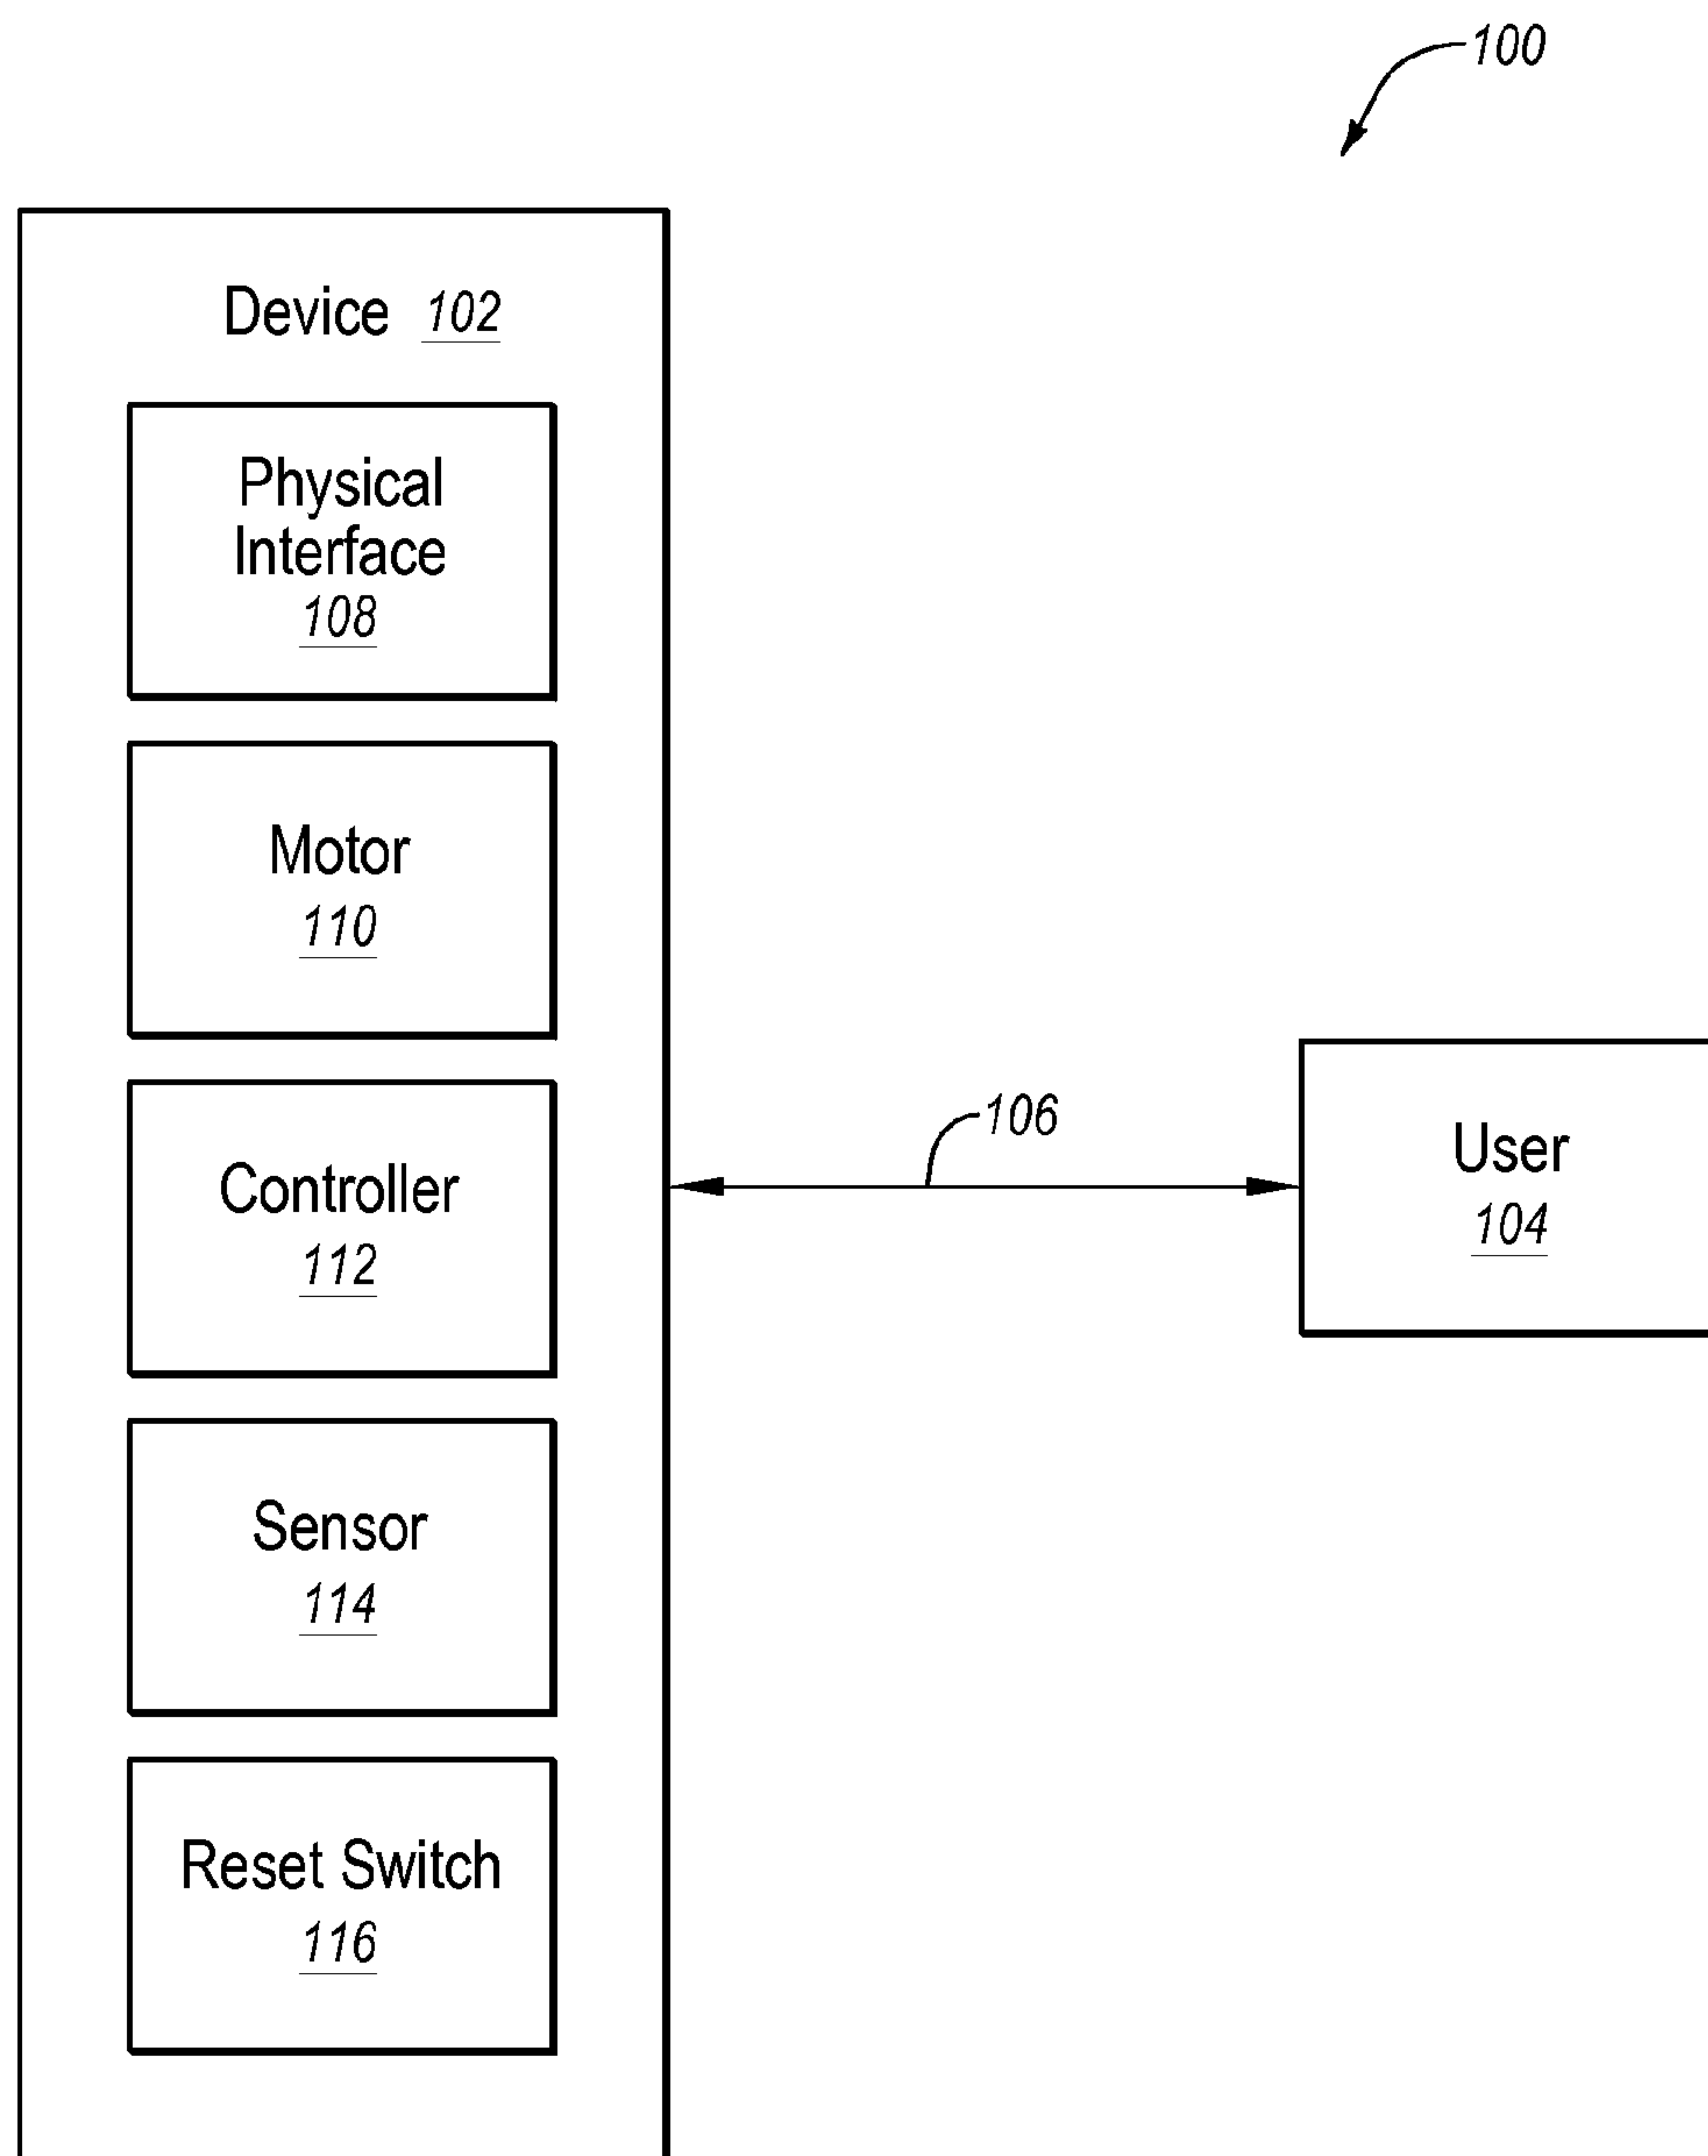 100
Device 102
Physical
Interface
108
Motor
110
Controller
112
106
User
104
Sensor
114
Reset Switch
116